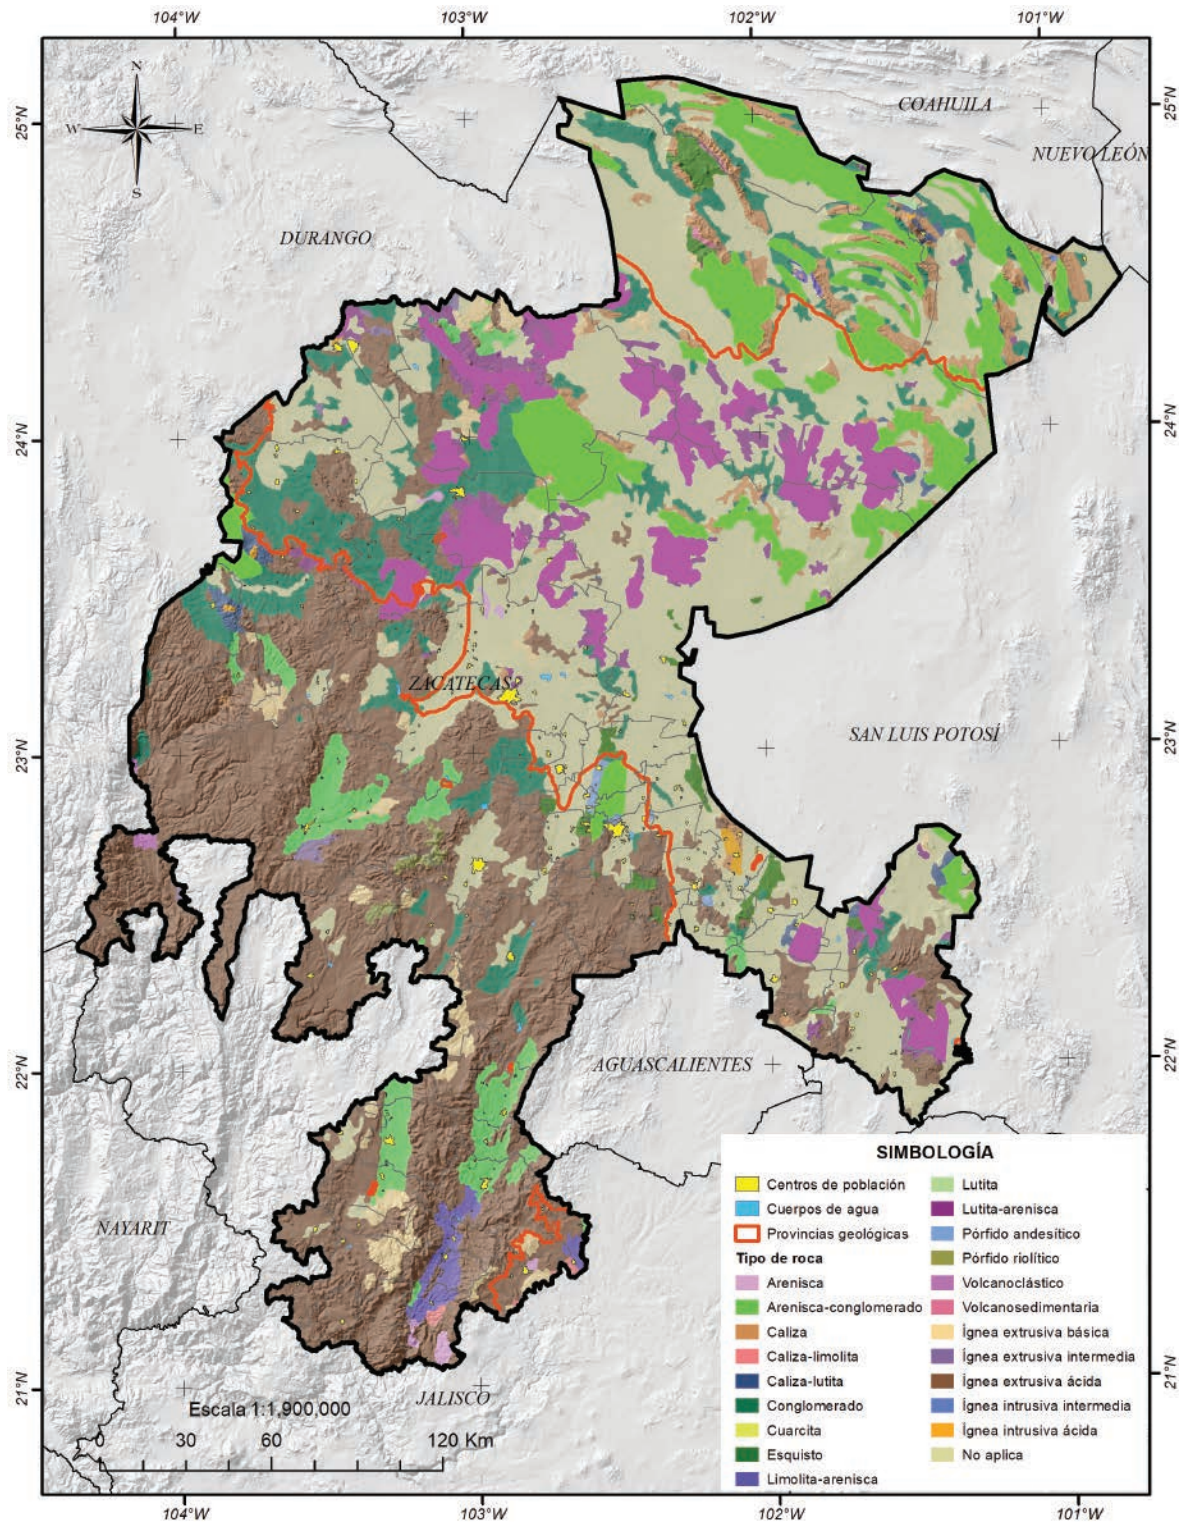 104°W 103°W 102°W 101°W
25°N 25°N
24°N 24°N
23°N 23°N
22°N 22°N
21°N 21°N
N
W E
S
COAHUILA
NUEVO LEÓN
DURANGO
ZACATECAS
SAN LUIS POTOSÍ
AGUASCALIENTES
NAYARIT
JALISCO
Escala 1:1,900,000
0 30 60 120 Km
SIMBOLOGÍA
Centros de población
Cuerpos de agua
Provincias geológicas
Tipo de roca
Arenisca
Arenisca-conglomerado
Caliza
Caliza-limolita
Caliza-lutita
Conglomerado
Cuarcita
Esquisto
Limolita-arenisca
Lutita
Lutita-arenisca
Pórfido andesítico
Pórfido riolítico
Volcanoclástico
Volcanosedimentaria
Ígnea extrusiva básica
Ígnea extrusiva intermedia
Ígnea extrusiva ácida
Ígnea intrusiva intermedia
Ígnea intrusiva ácida
No aplica
104°W 103°W 102°W 101°W